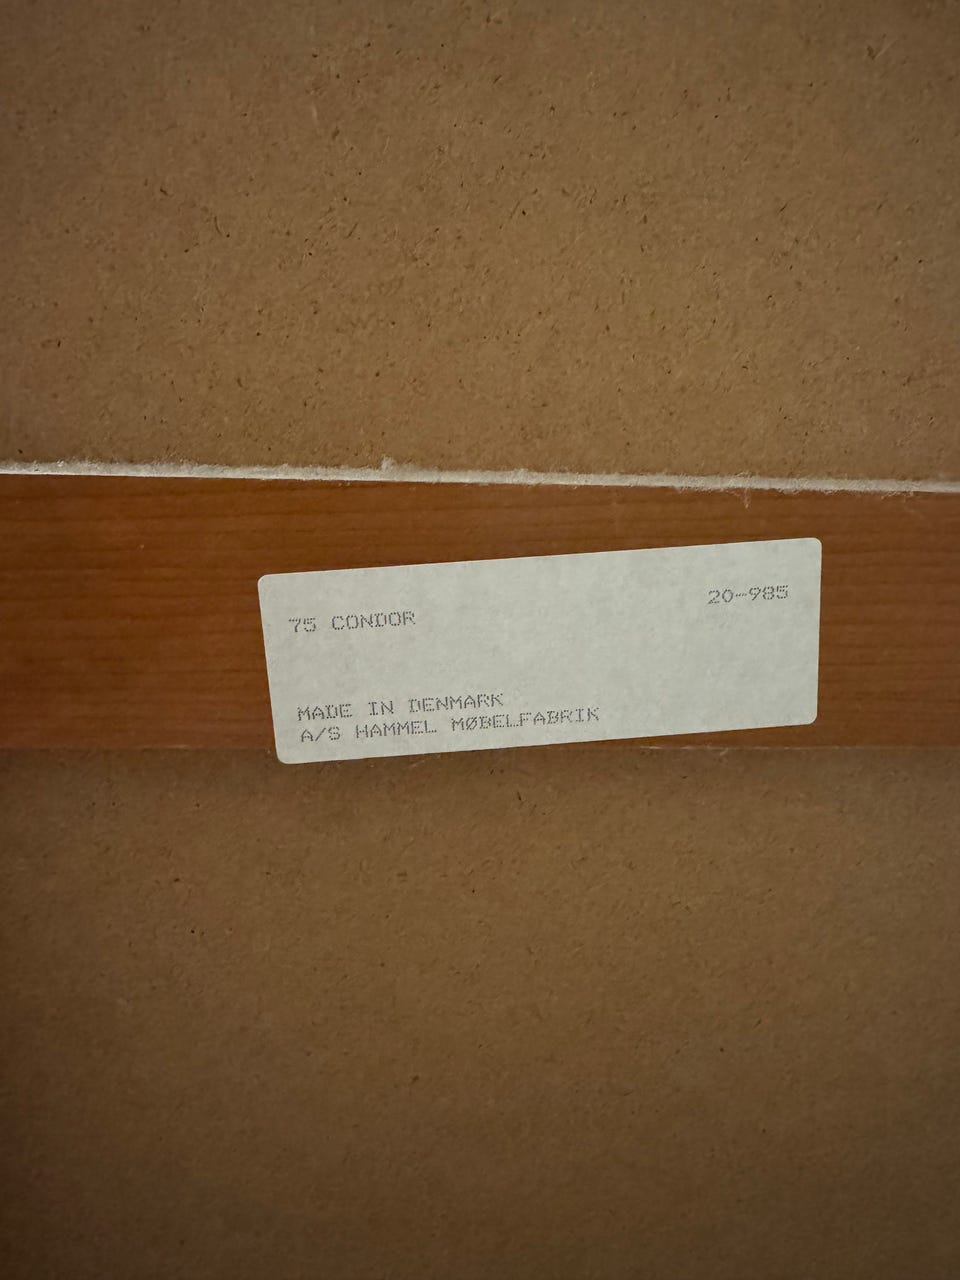 75 CONDOR 20-985
MADE IN DENMARK
A/S HAMMEL MØBELFABRIK